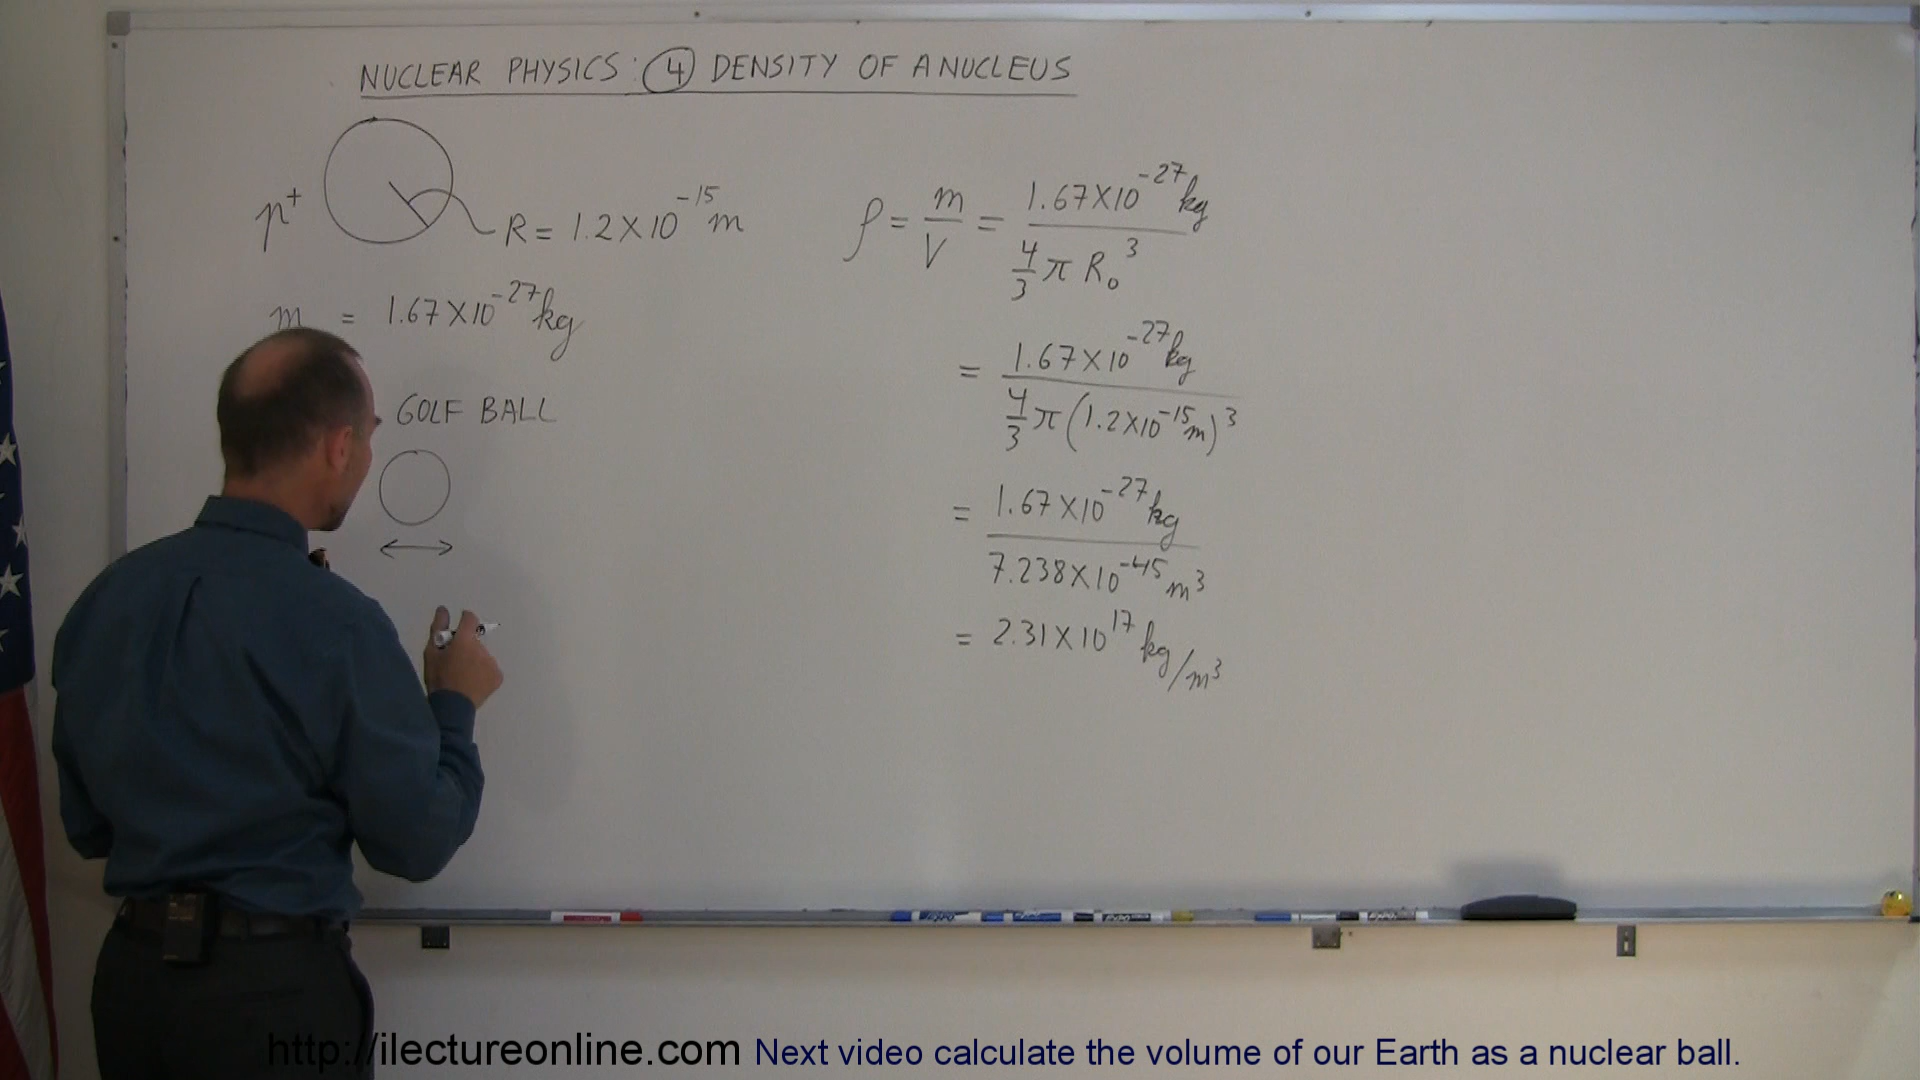 NUCLEAR PHYSICS: ④ DENSITY OF A NUCLEUS
p⁺
R = 1.2 X 10⁻¹⁵ m
m = 1.67 X 10⁻²⁷ kg
GOLF BALL
ρ = m/V = 1.67 X 10⁻²⁷ kg / (4/3 π R₀³)
= 1.67 X 10⁻²⁷ kg / (4/3 π (1.2 X 10⁻¹⁵ m)³)
= 1.67 X 10⁻²⁷ kg / 7.238 X 10⁻⁴⁵ m³
= 2.31 X 10¹⁷ kg/m³
http://ilectureonline.com Next video calculate the volume of our Earth as a nuclear ball.